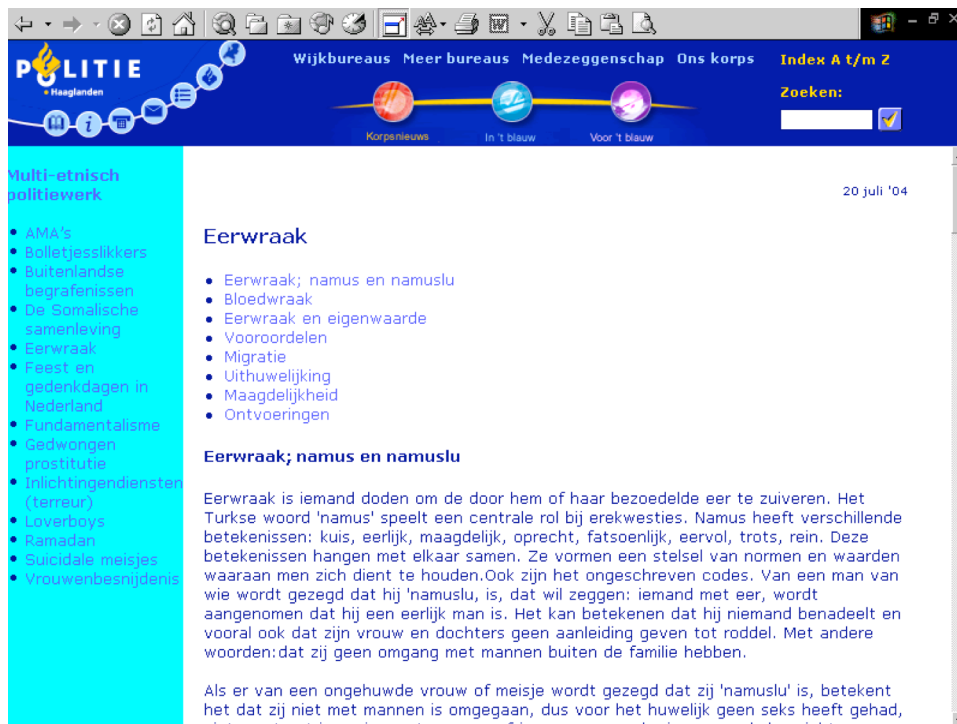 POLITIE
• Haaglanden
Wijkbureaus Meer bureaus Medezeggenschap Ons korps
Index A t/m Z
Zoeken:
Korpsnieuws In 't blauw Voor 't blauw
Multi-etnisch
politiewerk
• AMA's
• Bolletjesslikkers
• Buitenlandse
begrafenissen
• De Somalische
samenleving
• Eerwraak
• Feest en
gedenkdagen in
Nederland
• Fundamentalisme
• Gedwongen
prostitutie
• Inlichtingendiensten
(terreur)
• Loverboys
• Ramadan
• Suicidale meisjes
• Vrouwenbesnijdenis
20 juli '04
Eerwraak
• Eerwraak; namus en namuslu
• Bloedwraak
• Eerwraak en eigenwaarde
• Vooroordelen
• Migratie
• Uithuwelijking
• Maagdelijkheid
• Ontvoeringen
Eerwraak; namus en namuslu
Eerwraak is iemand doden om de door hem of haar bezoedelde eer te zuiveren. Het
Turkse woord 'namus' speelt een centrale rol bij erekwesties. Namus heeft verschillende
betekenissen: kuis, eerlijk, maagdelijk, oprecht, fatsoenlijk, eervol, trots, rein. Deze
betekenissen hangen met elkaar samen. Ze vormen een stelsel van normen en waarden
waaraan men zich dient te houden.Ook zijn het ongeschreven codes. Van een man van
wie wordt gezegd dat hij 'namuslu, is, dat wil zeggen: iemand met eer, wordt
aangenomen dat hij een eerlijk man is. Het kan betekenen dat hij niemand benadeelt en
vooral ook dat zijn vrouw en dochters geen aanleiding geven tot roddel. Met andere
woorden:dat zij geen omgang met mannen buiten de familie hebben.
Als er van een ongehuwde vrouw of meisje wordt gezegd dat zij 'namuslu' is, betekent
het dat zij niet met mannen is omgegaan, dus voor het huwelijk geen seks heeft gehad,